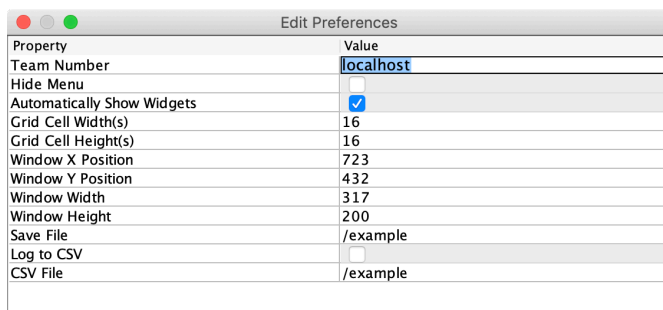 Edit Preferences
Property Value
Team Number localhost
Hide Menu
Automatically Show Widgets
Grid Cell Width(s) 16
Grid Cell Height(s) 16
Window X Position 723
Window Y Position 432
Window Width 317
Window Height 200
Save File /example
Log to CSV
CSV File /example